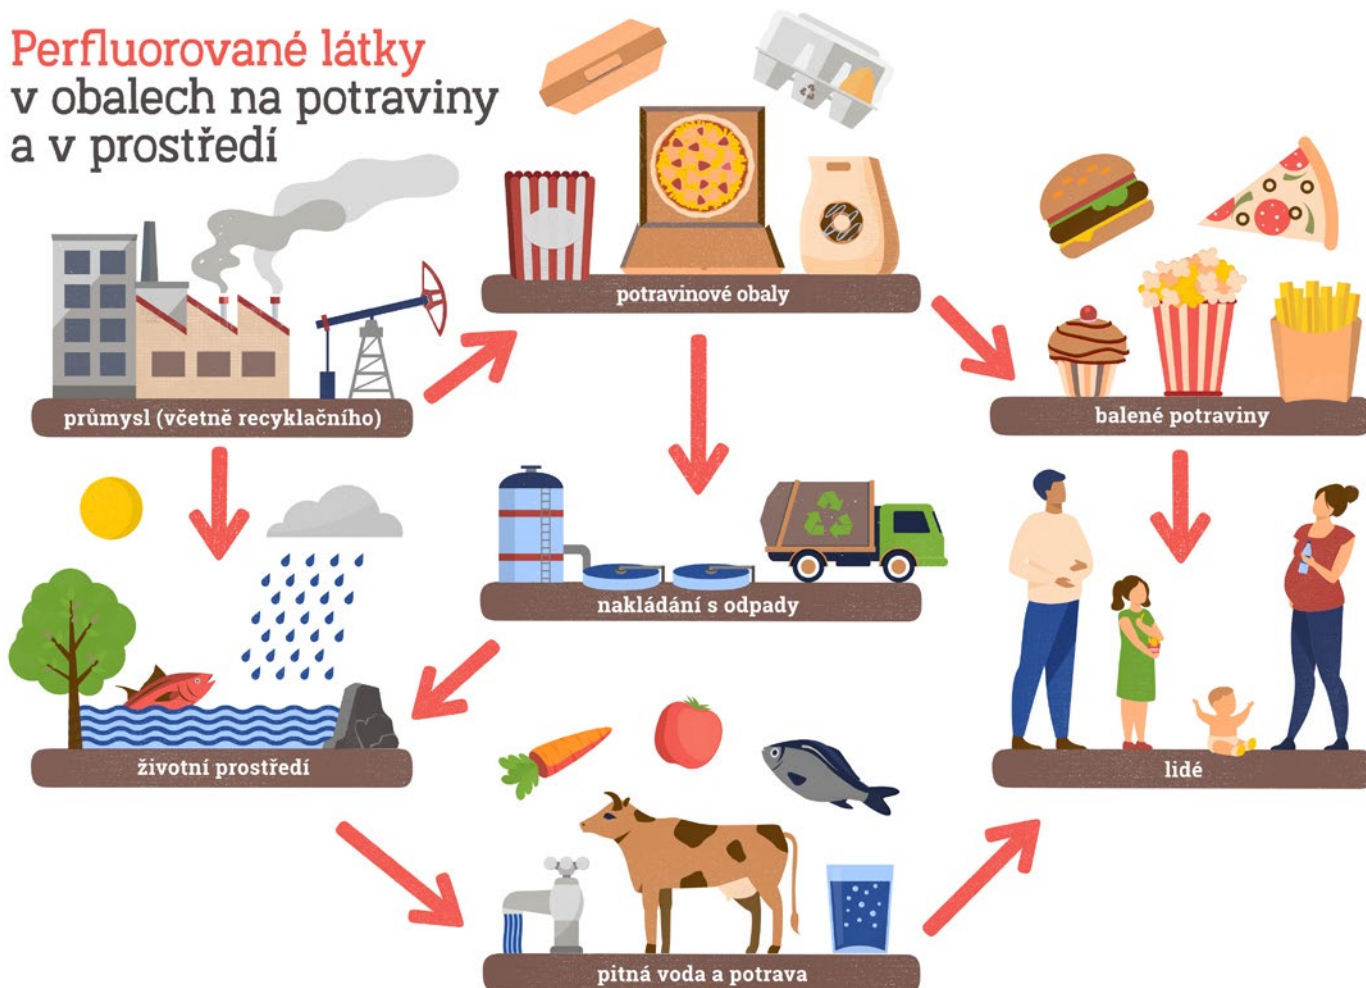 Perfluorované látky
v obalech na potraviny
a v prostředí
potravinové obaly
průmysl (včetně recyklačního)
balené potraviny
nakládání s odpady
životní prostředí
lidé
pitná voda a potrava